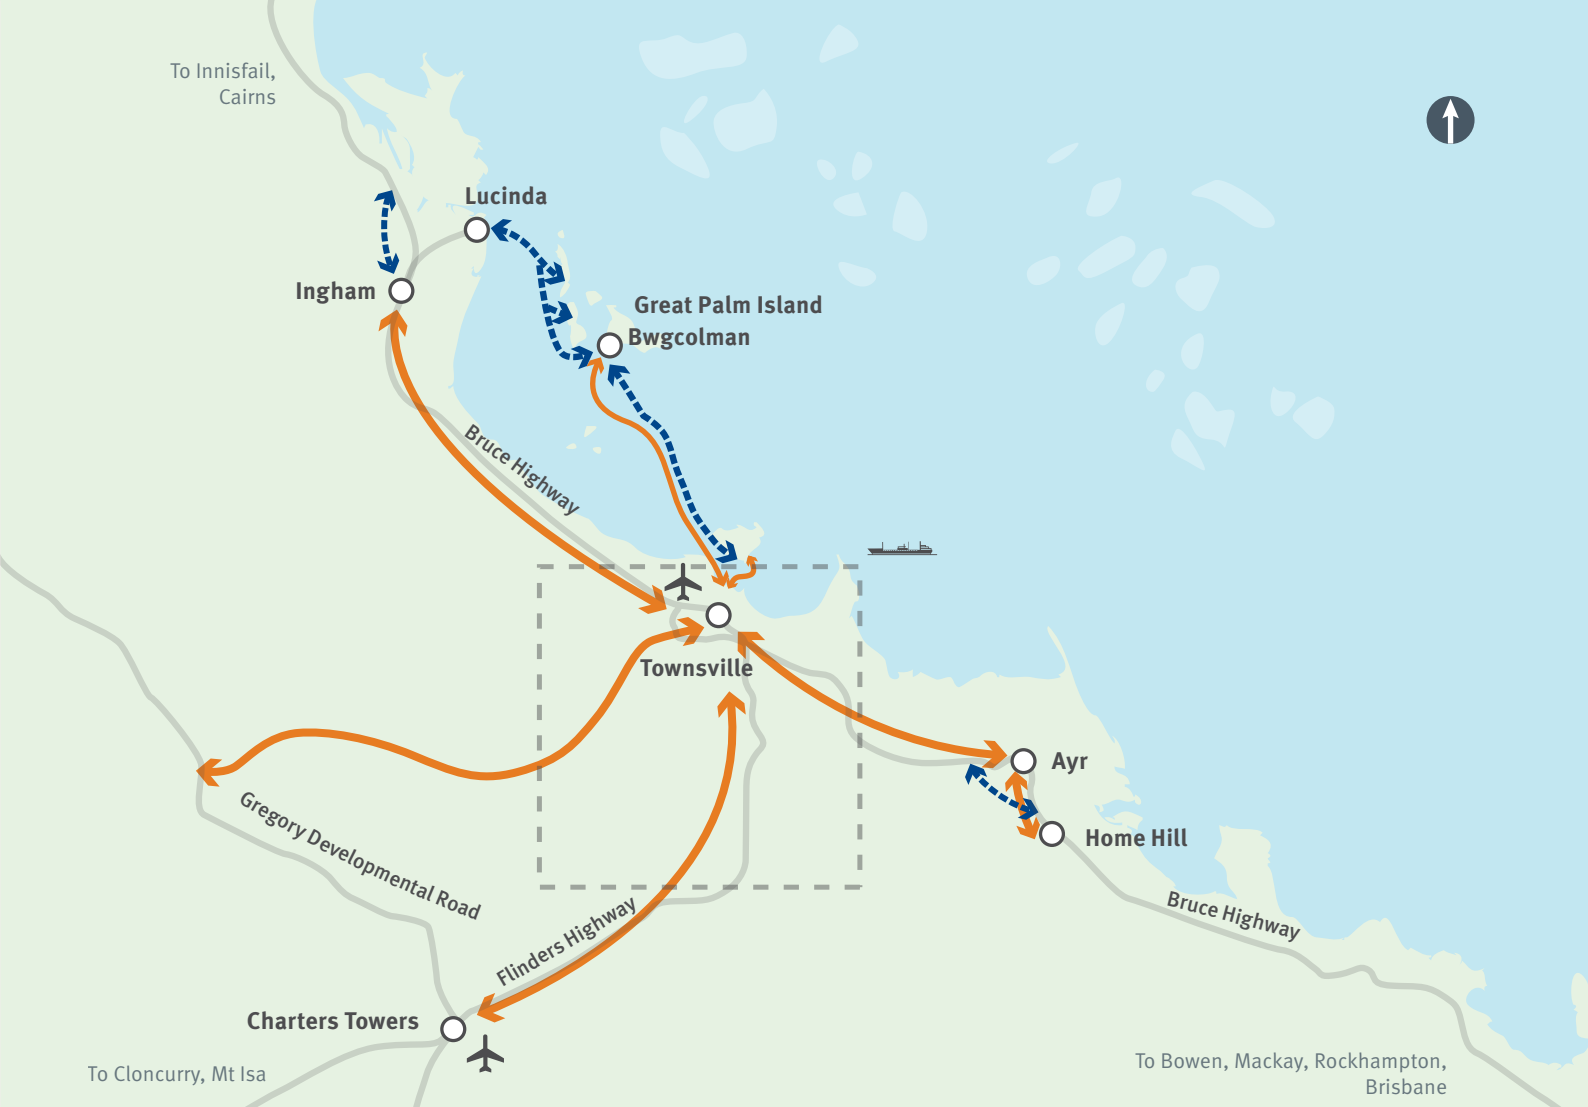 To Innisfail,
Cairns
Lucinda
Ingham
Great Palm Island
Bwgcolman
Bruce Highway
Townsville
Ayr
Gregory Developmental Road
Home Hill
Bruce Highway
Flinders Highway
Charters Towers
To Cloncurry, Mt Isa
To Bowen, Mackay, Rockhampton,
Brisbane